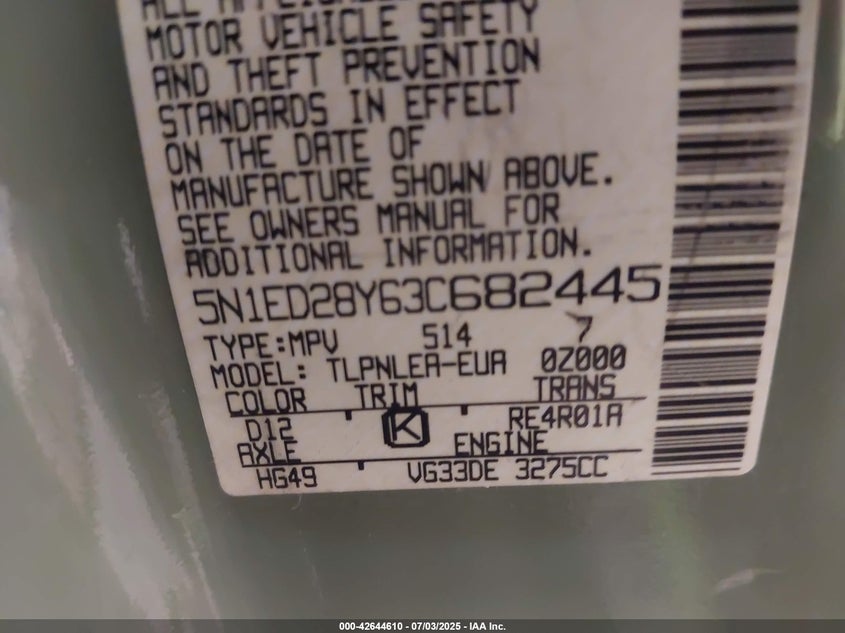 MOTOR VEHICLE SAFETY
AND THEFT PREVENTION
STANDARDS IN EFFECT
ON THE DATE OF
MANUFACTURE SHOWN ABOVE.
SEE OWNERS MANUAL FOR
ADDITIONAL INFORMATION.
5N1ED28Y63C682445
TYPE:MPV 514 7
MODEL: TLPNLEA-EUA 0Z000
COLOR TRIM TRANS
D12 K RE4R01A
AXLE ENGINE
HG49 VG33DE 3275CC
000-42644610 - 07/03/2025 - IAA Inc.